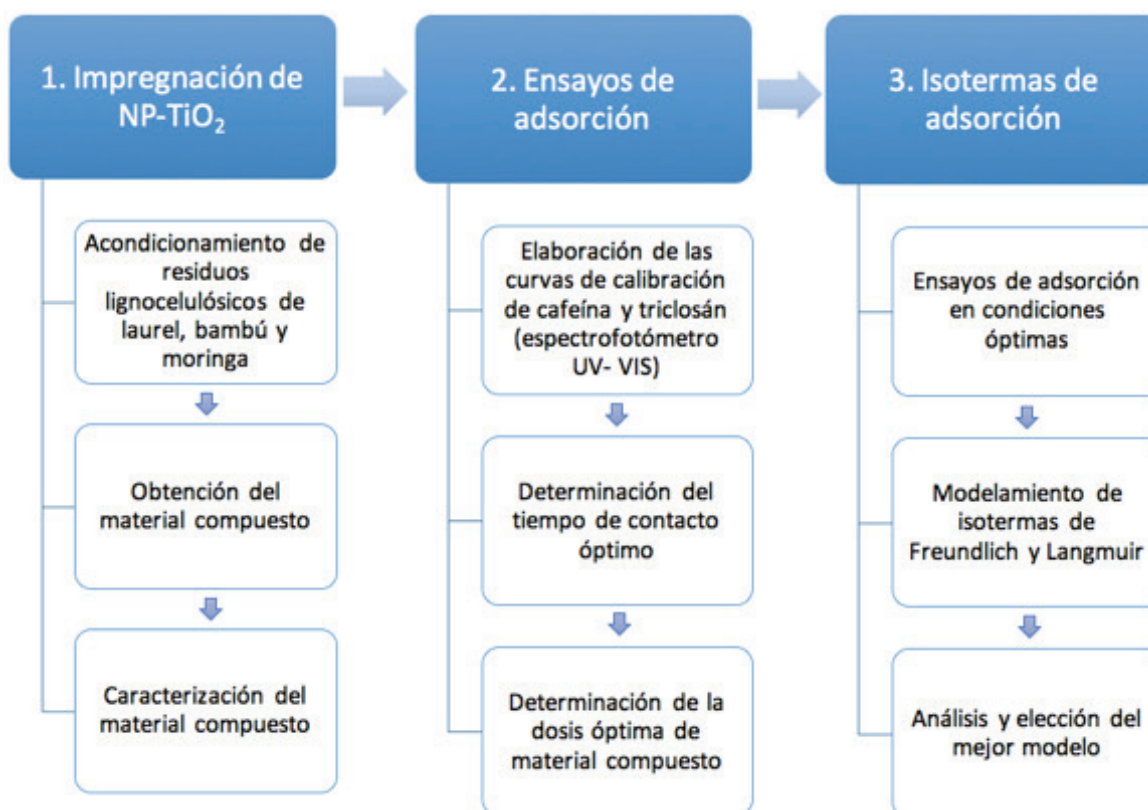 1. Impregnación de
NP-TiO₂
Acondicionamiento de
residuos
lignocelulósicos de
laurel, bambú y
moringa
Obtención del
material compuesto
Caracterización del
material compuesto
2. Ensayos de
adsorción
Elaboración de las
curvas de calibración
de cafeína y triclosán
(espectrofotómetro
UV- VIS)
Determinación del
tiempo de contacto
óptimo
Determinación de la
dosis óptima de
material compuesto
3. Isotermas de
adsorción
Ensayos de adsorción
en condiciones
óptimas
Modelamiento de
isotermas de
Freundlich y Langmuir
Análisis y elección del
mejor modelo